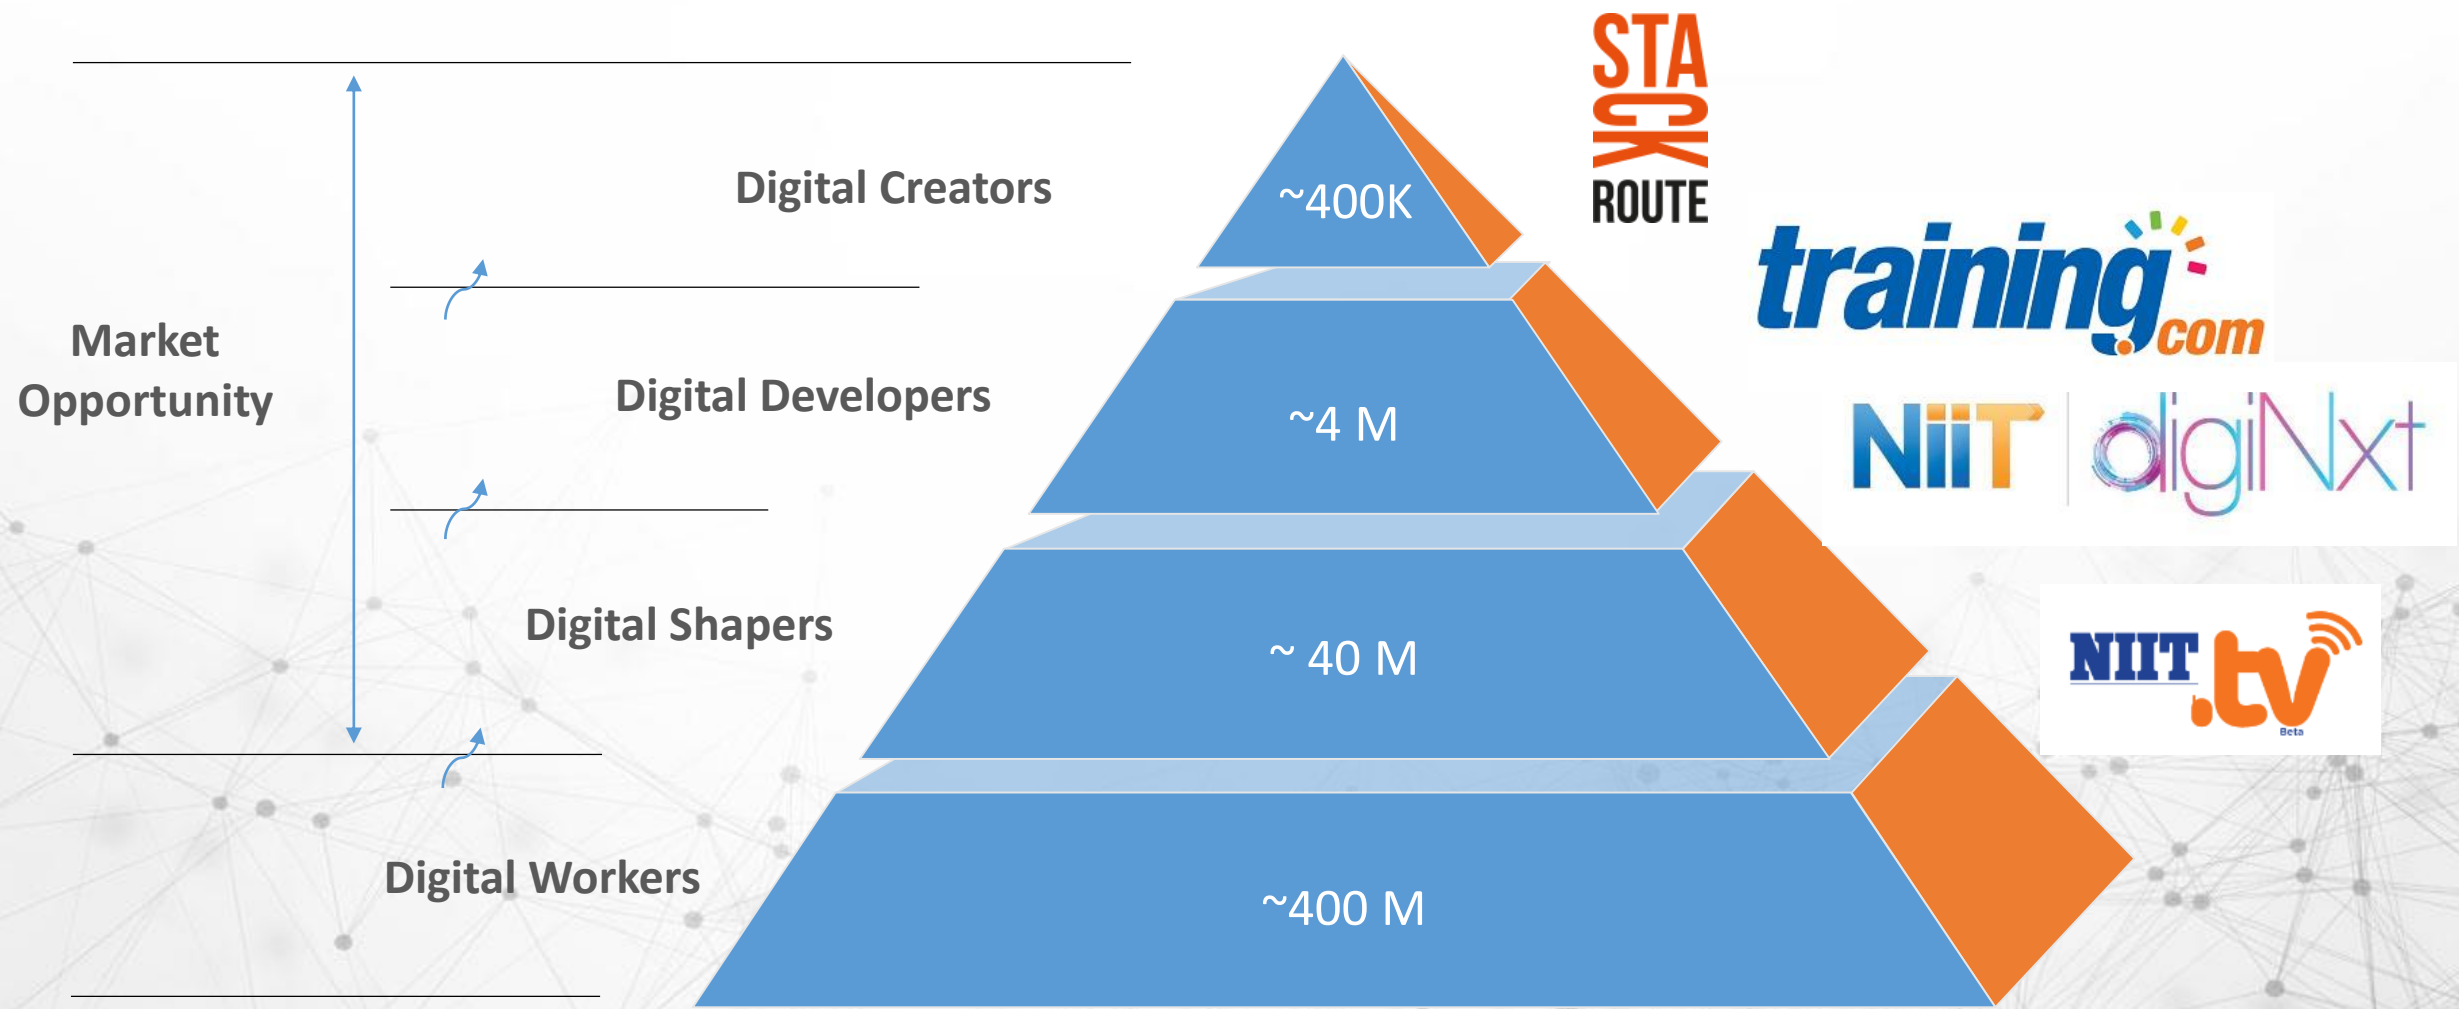 STA
CK
ROUTE
Digital Creators
~400K
training
.com
Market
Opportunity
Digital Developers
~4 M
NIIT
digiNxt
Digital Shapers
~ 40 M
NIIT
.tv
Beta
Digital Workers
~400 M